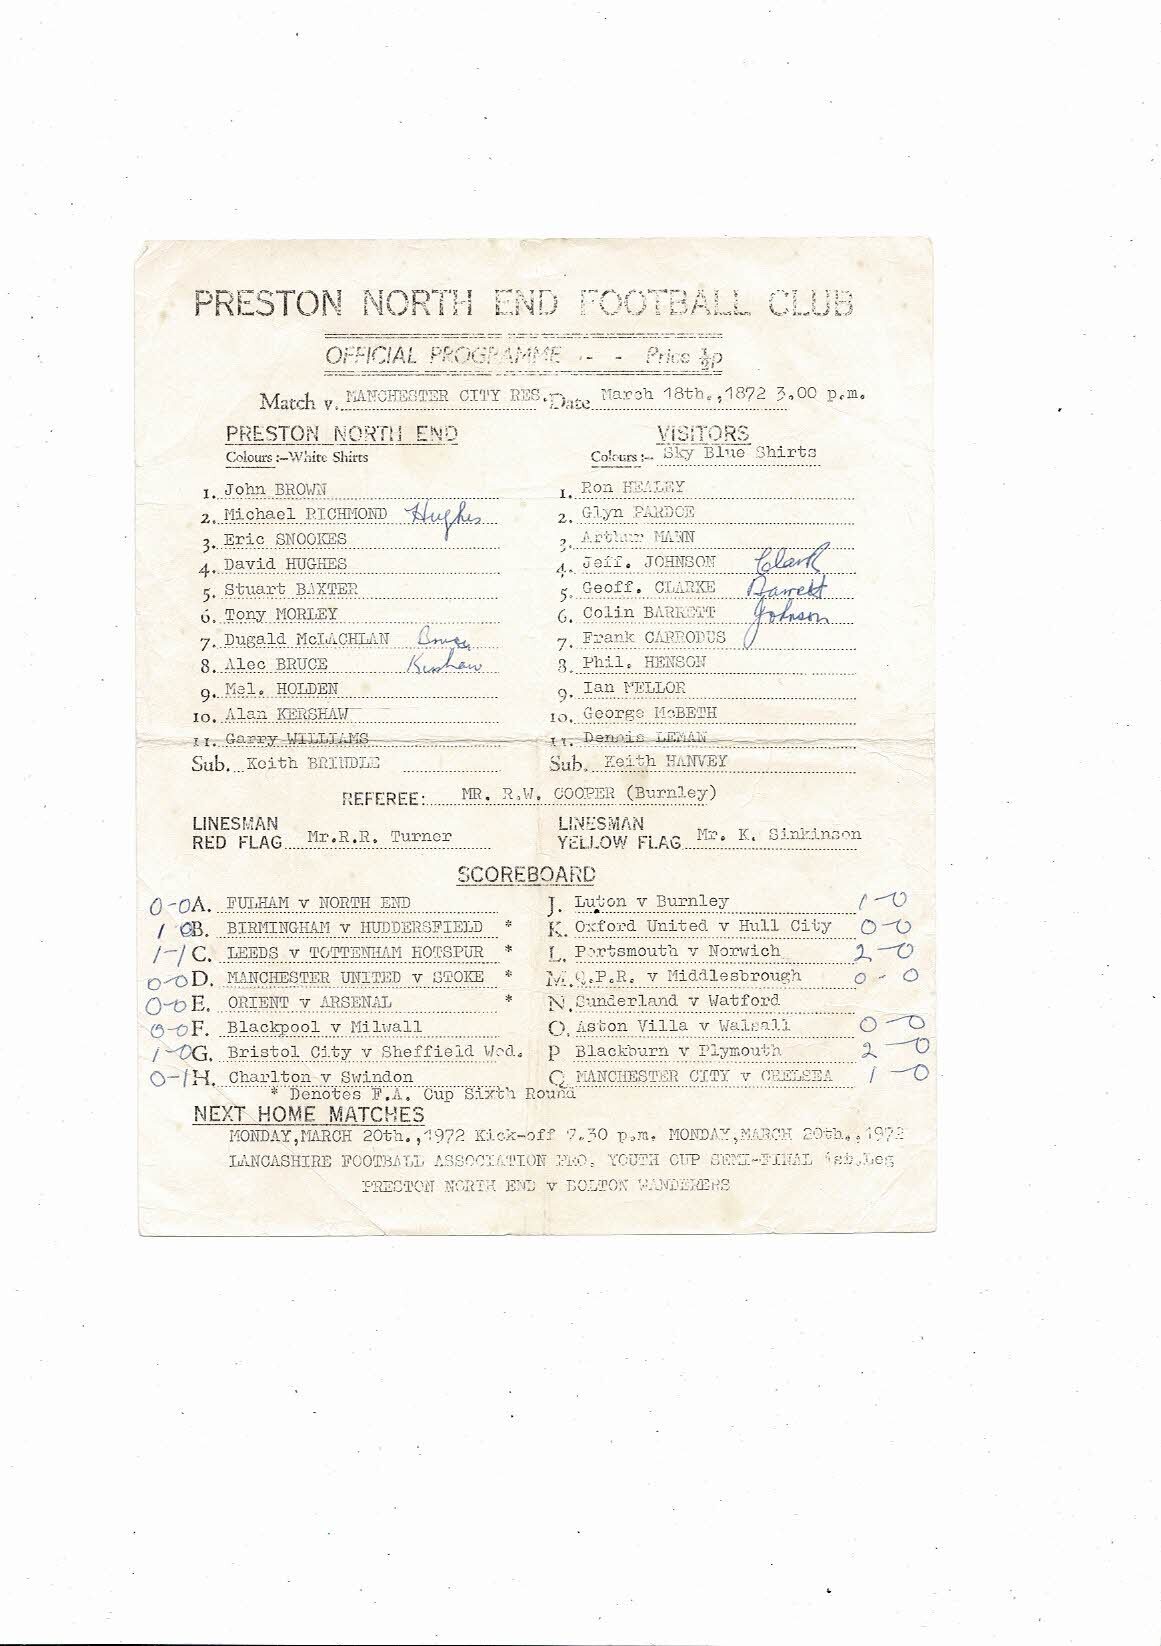 PRESTON NORTH END FOOTBALL CLUB
OFFICIAL PROGRAMME - - Price ½p
Match v. MANCHESTER CITY RES. Date March 18th.,1872 3.00 p.m.
PRESTON NORTH END
Colours :-White Shirts
1. John BROWN
2. Michael RICHMOND Hughes
3. Eric SNOOKES
4. David HUGHES
5. Stuart BAXTER
6. Tony MORLEY
7. Dugald McLACHLAN Bruce
8. Alec BRUCE Kershaw
9. Mel. HOLDEN
10. Alan KERSHAW
11. Garry WILLIAMS
Sub. Keith BRINDLE
VISITORS
Colours :- Sky Blue Shirts
1. Ron HEALEY
2. Glyn PARDOE
3. Arthur MANN
4. Jeff. JOHNSON Clark
5. Geoff. CLARKE Barrett
6. Colin BARRETT Johnson
7. Frank CARRODUS
8. Phil. HENSON
9. Ian MELLOR
10. George McBETH
11. Dennis LEMAN
Sub. Keith HANVEY
REFEREE: MR. R.W. COOPER (Burnley)
LINESMAN
RED FLAG Mr.R.R. Turner
LINESMAN
YELLOW FLAG Mr. K. Sinkinson
SCOREBOARD
0-0 A. FULHAM v NORTH END
1 0 B. BIRMINGHAM v HUDDERSFIELD *
1-1 C. LEEDS v TOTTENHAM HOTSPUR *
0-0 D. MANCHESTER UNITED v STOKE *
0-0 E. ORIENT v ARSENAL *
0-0 F. Blackpool v Milwall
1-0 G. Bristol City v Sheffield Wed.
0-1 H. Charlton v Swindon
J. Luton v Burnley 1-0
K. Oxford United v Hull City 0-0
L. Portsmouth v Norwich 2-0
M. Q.P.R. v Middlesbrough 0-0
N. Sunderland v Watford
O. Aston Villa v Walsall 0-0
P Blackburn v Plymouth 2-0
Q MANCHESTER CITY v CHELSEA 1-0
* Denotes F.A. Cup Sixth Round
NEXT HOME MATCHES
MONDAY,MARCH 20th.,1972 Kick-off 7.30 p.m. MONDAY,MARCH 20th.,1972
LANCASHIRE FOOTBALL ASSOCIATION PRO. YOUTH CUP SEMI-FINAL 1st.Leg
PRESTON NORTH END v BOLTON WANDERERS